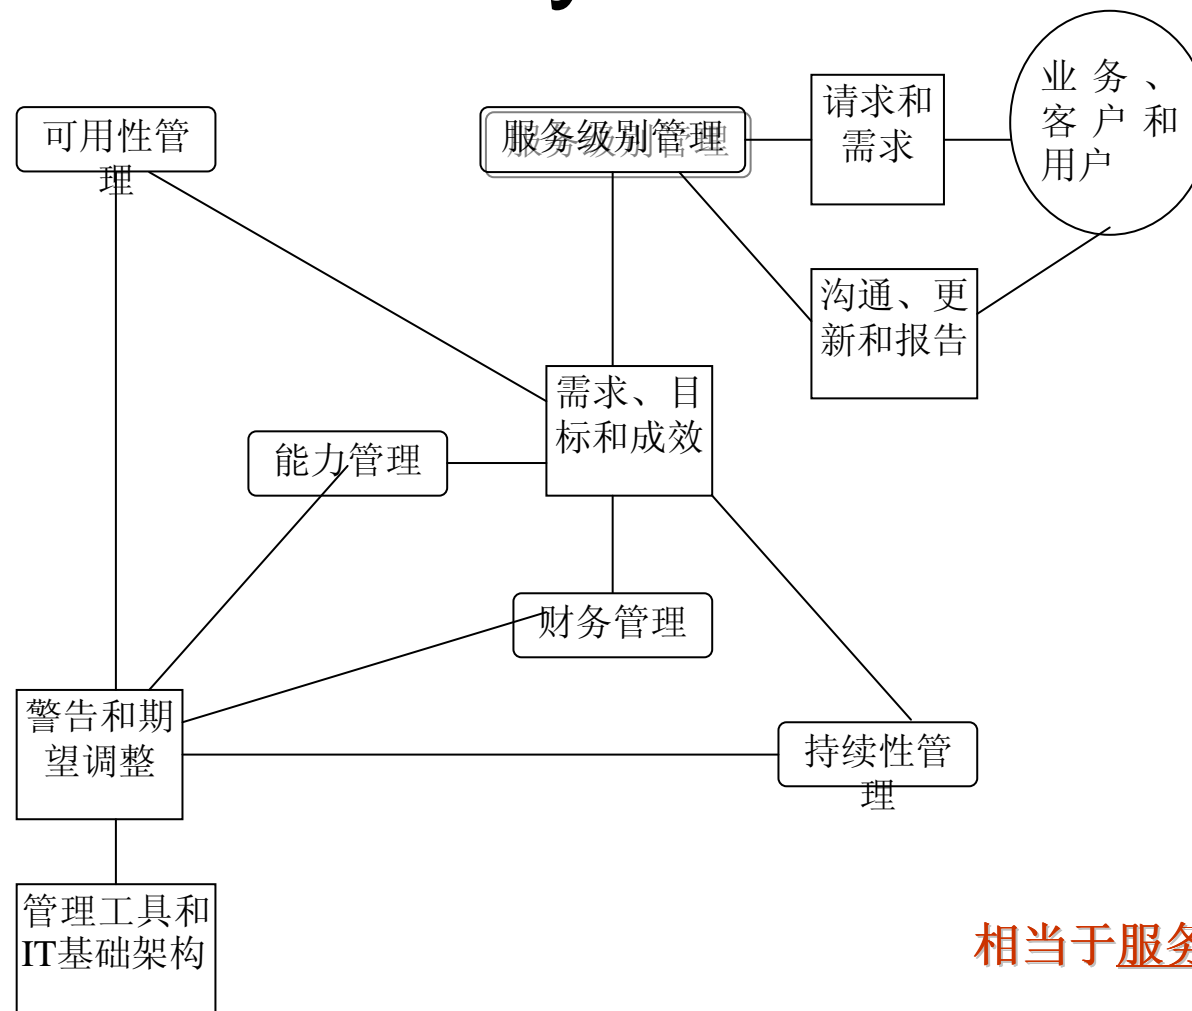 可用性管
理
服务级别管理
请求和
需求
业务、
客户和
用户
沟通、更
新和报告
需求、目
标和成效
能力管理
财务管理
警告和期
望调整
持续性管
理
管理工具和
IT基础架构
相当于服务